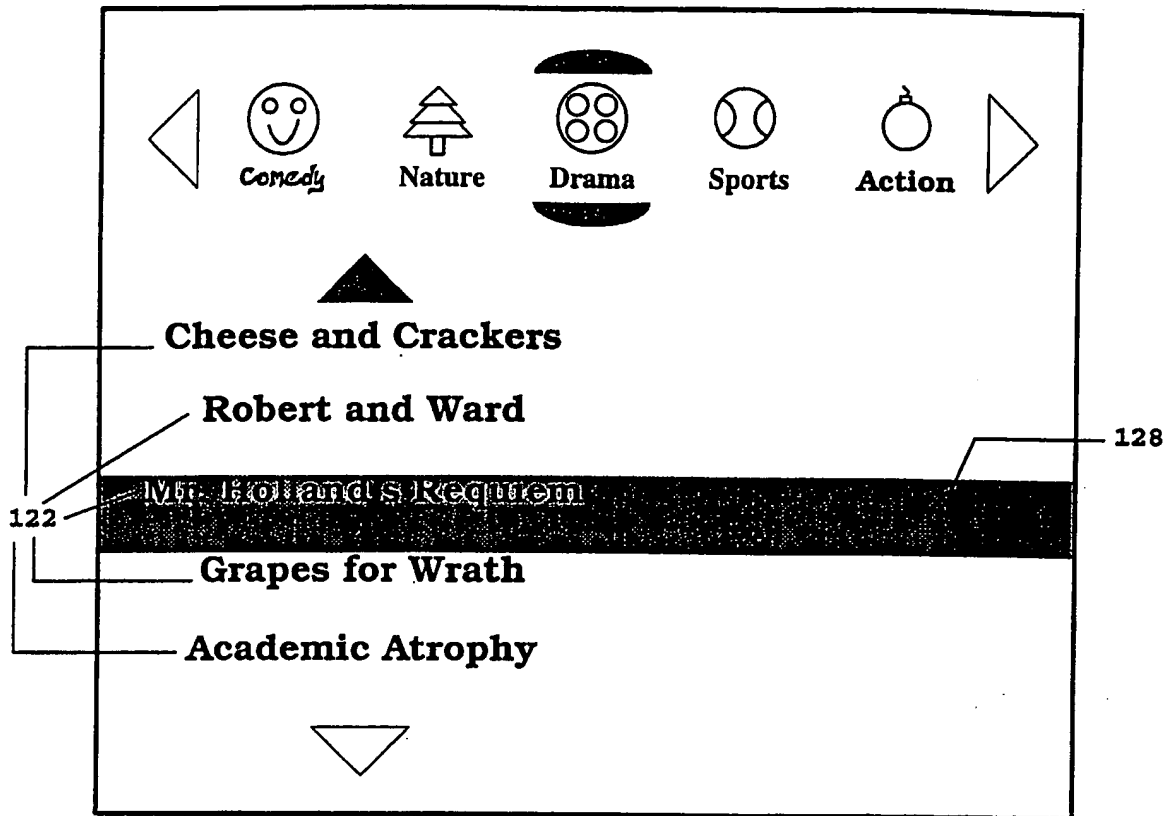 Comedy Nature Drama Sports Action
Cheese and Crackers
Robert and Ward
128
Mr. Holland's Requiem
122
Grapes for Wrath
Academic Atrophy